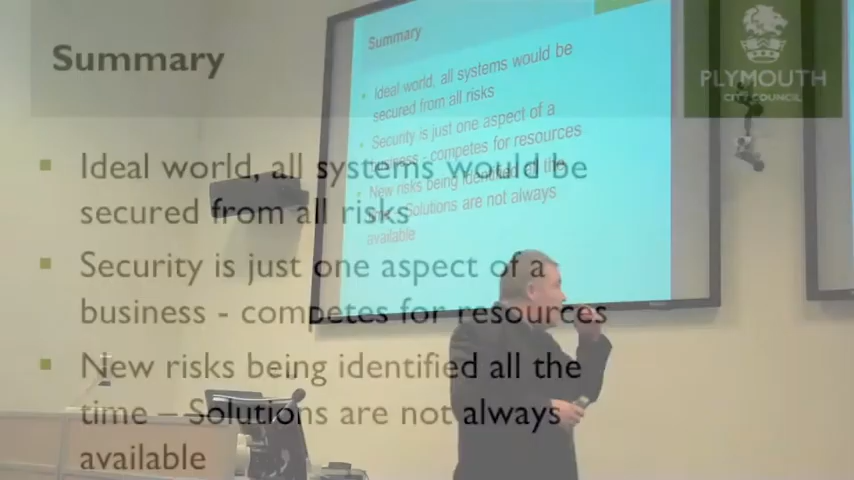 Summary
PLYMOUTH
CITY COUNCIL
Ideal world, all systems would be
secured from all risks
Security is just one aspect of a
business - competes for resources
New risks being identified all the
time – Solutions are not always
available
Summary
Ideal world, all systems would be
secured from all risks
Security is just one aspect of a
business - competes for resources
New risks being identified all the
time – Solutions are not always
available